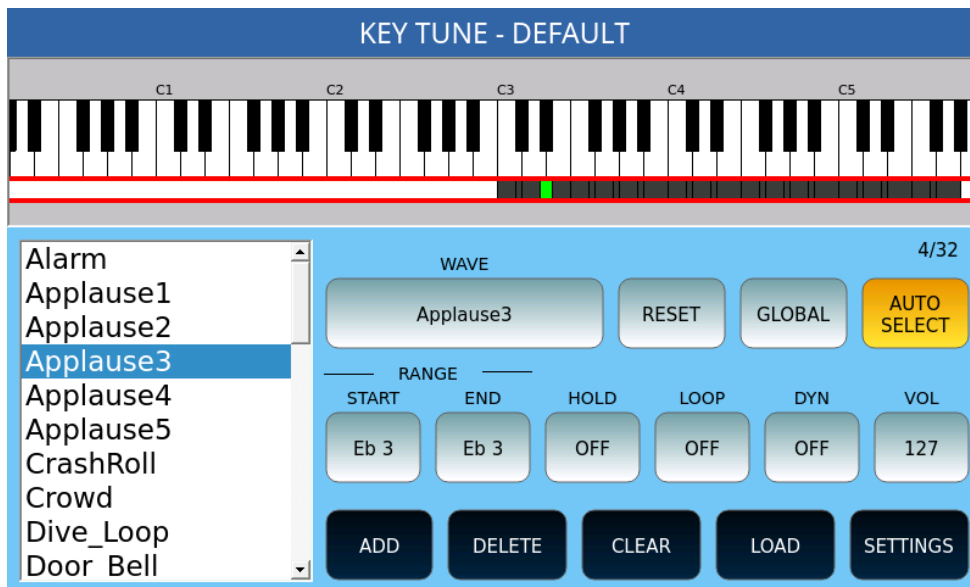 KEY TUNE - DEFAULT
C1 C2 C3 C4 C5
4/32
WAVE
Applause3 RESET GLOBAL AUTO SELECT
RANGE
START END HOLD LOOP DYN VOL
Eb 3 Eb 3 OFF OFF OFF 127
ADD DELETE CLEAR LOAD SETTINGS
Alarm
Applause1
Applause2
Applause3
Applause4
Applause5
CrashRoll
Crowd
Dive_Loop
Door_Bell